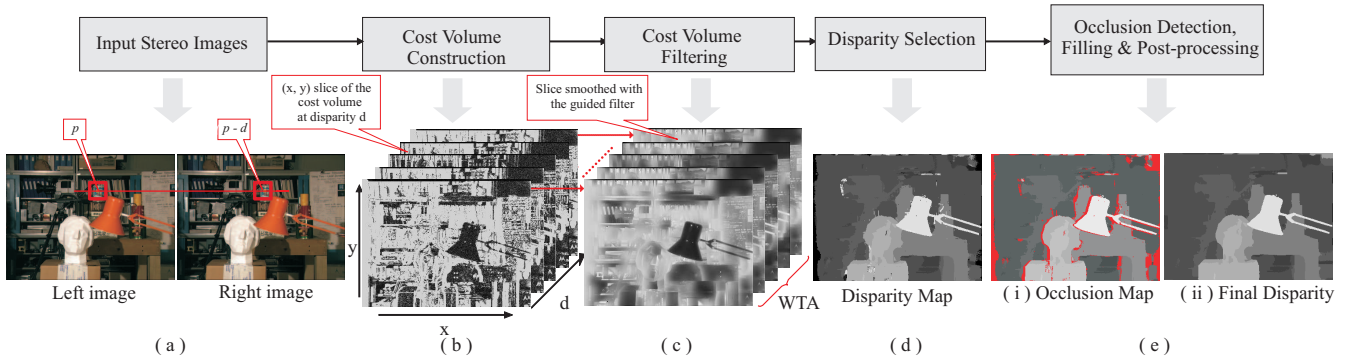 Input Stereo Images
Cost Volume
Construction
Cost Volume
Filtering
Disparity Selection
Occlusion Detection,
Filling & Post-processing
(x, y) slice of the
cost volume
at disparity d
Slice smoothed with
the guided filter
p
p - d
y
x
d
WTA
Left image
Right image
Disparity Map
( i ) Occlusion Map
( ii ) Final Disparity
( a )
( b )
( c )
( d )
( e )